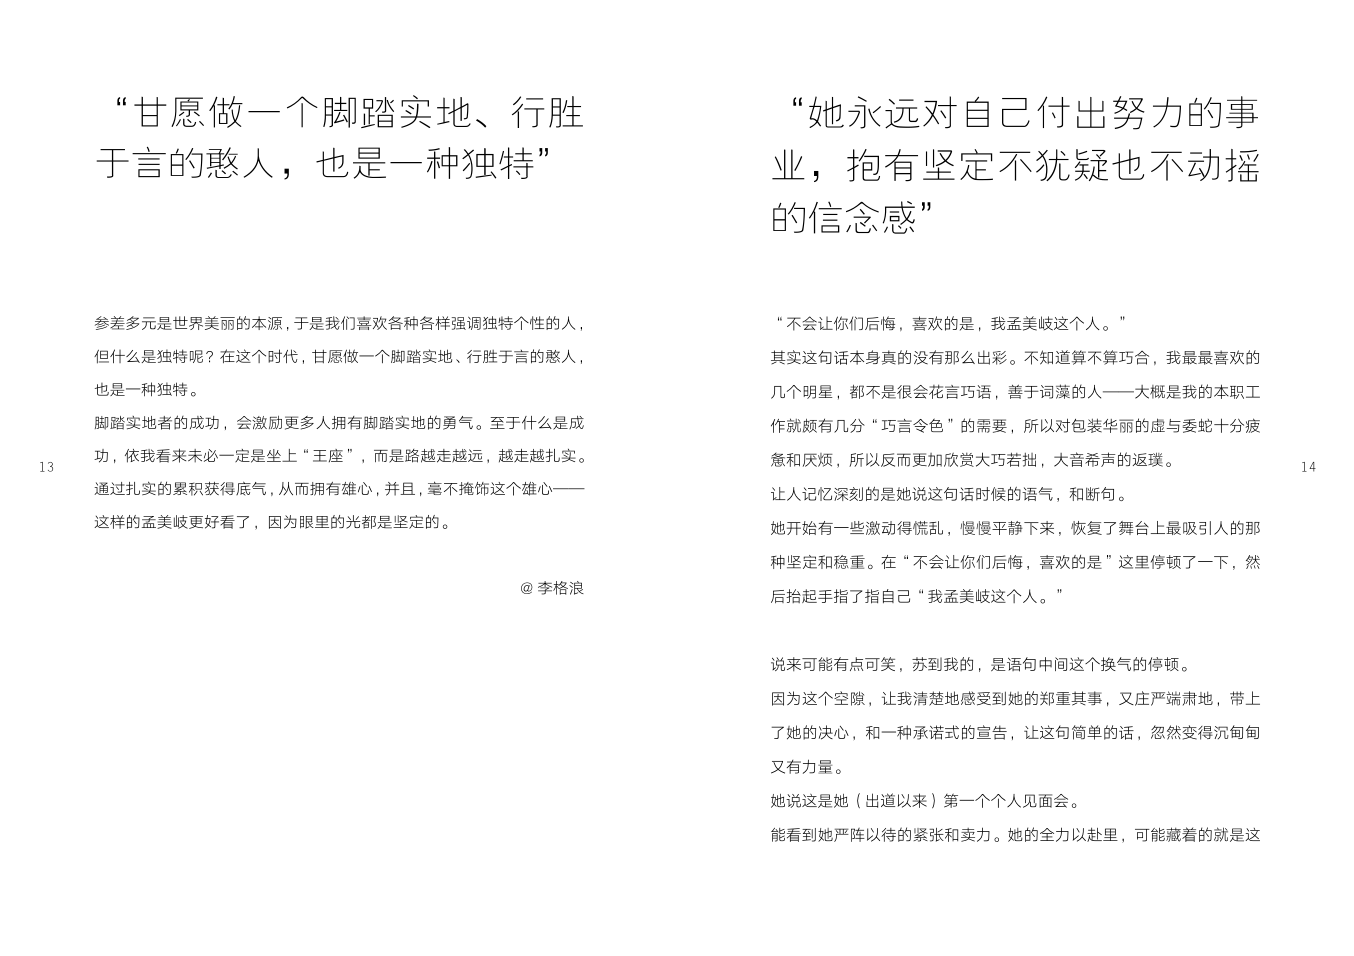 “甘愿做一个脚踏实地、行胜
于言的憨人，也是一种独特”
参差多元是世界美丽的本源，于是我们喜欢各种各样强调独特个性的人，
但什么是独特呢？在这个时代，甘愿做一个脚踏实地、行胜于言的憨人，
也是一种独特。
脚踏实地者的成功，会激励更多人拥有脚踏实地的勇气。至于什么是成
功，依我看来未必一定是坐上“王座”，而是路越走越远，越走越扎实。
通过扎实的累积获得底气，从而拥有雄心，并且，毫不掩饰这个雄心——
这样的孟美岐更好看了，因为眼里的光都是坚定的。
@ 李格浪
13
“她永远对自己付出努力的事
业，抱有坚定不犹疑也不动摇
的信念感”
“不会让你们后悔，喜欢的是，我孟美岐这个人。”
其实这句话本身真的没有那么出彩。不知道算不算巧合，我最最喜欢的
几个明星，都不是很会花言巧语，善于词藻的人——大概是我的本职工
作就颇有几分“巧言令色”的需要，所以对包装华丽的虚与委蛇十分疲
惫和厌烦，所以反而更加欣赏大巧若拙，大音希声的返璞。
让人记忆深刻的是她说这句话时候的语气，和断句。
她开始有一些激动得慌乱，慢慢平静下来，恢复了舞台上最吸引人的那
种坚定和稳重。在“不会让你们后悔，喜欢的是”这里停顿了一下，然
后抬起手指了指自己“我孟美岐这个人。”
说来可能有点可笑，苏到我的，是语句中间这个换气的停顿。
因为这个空隙，让我清楚地感受到她的郑重其事，又庄严端肃地，带上
了她的决心，和一种承诺式的宣告，让这句简单的话，忽然变得沉甸甸
又有力量。
她说这是她（出道以来）第一个个人见面会。
能看到她严阵以待的紧张和卖力。她的全力以赴里，可能藏着的就是这
14